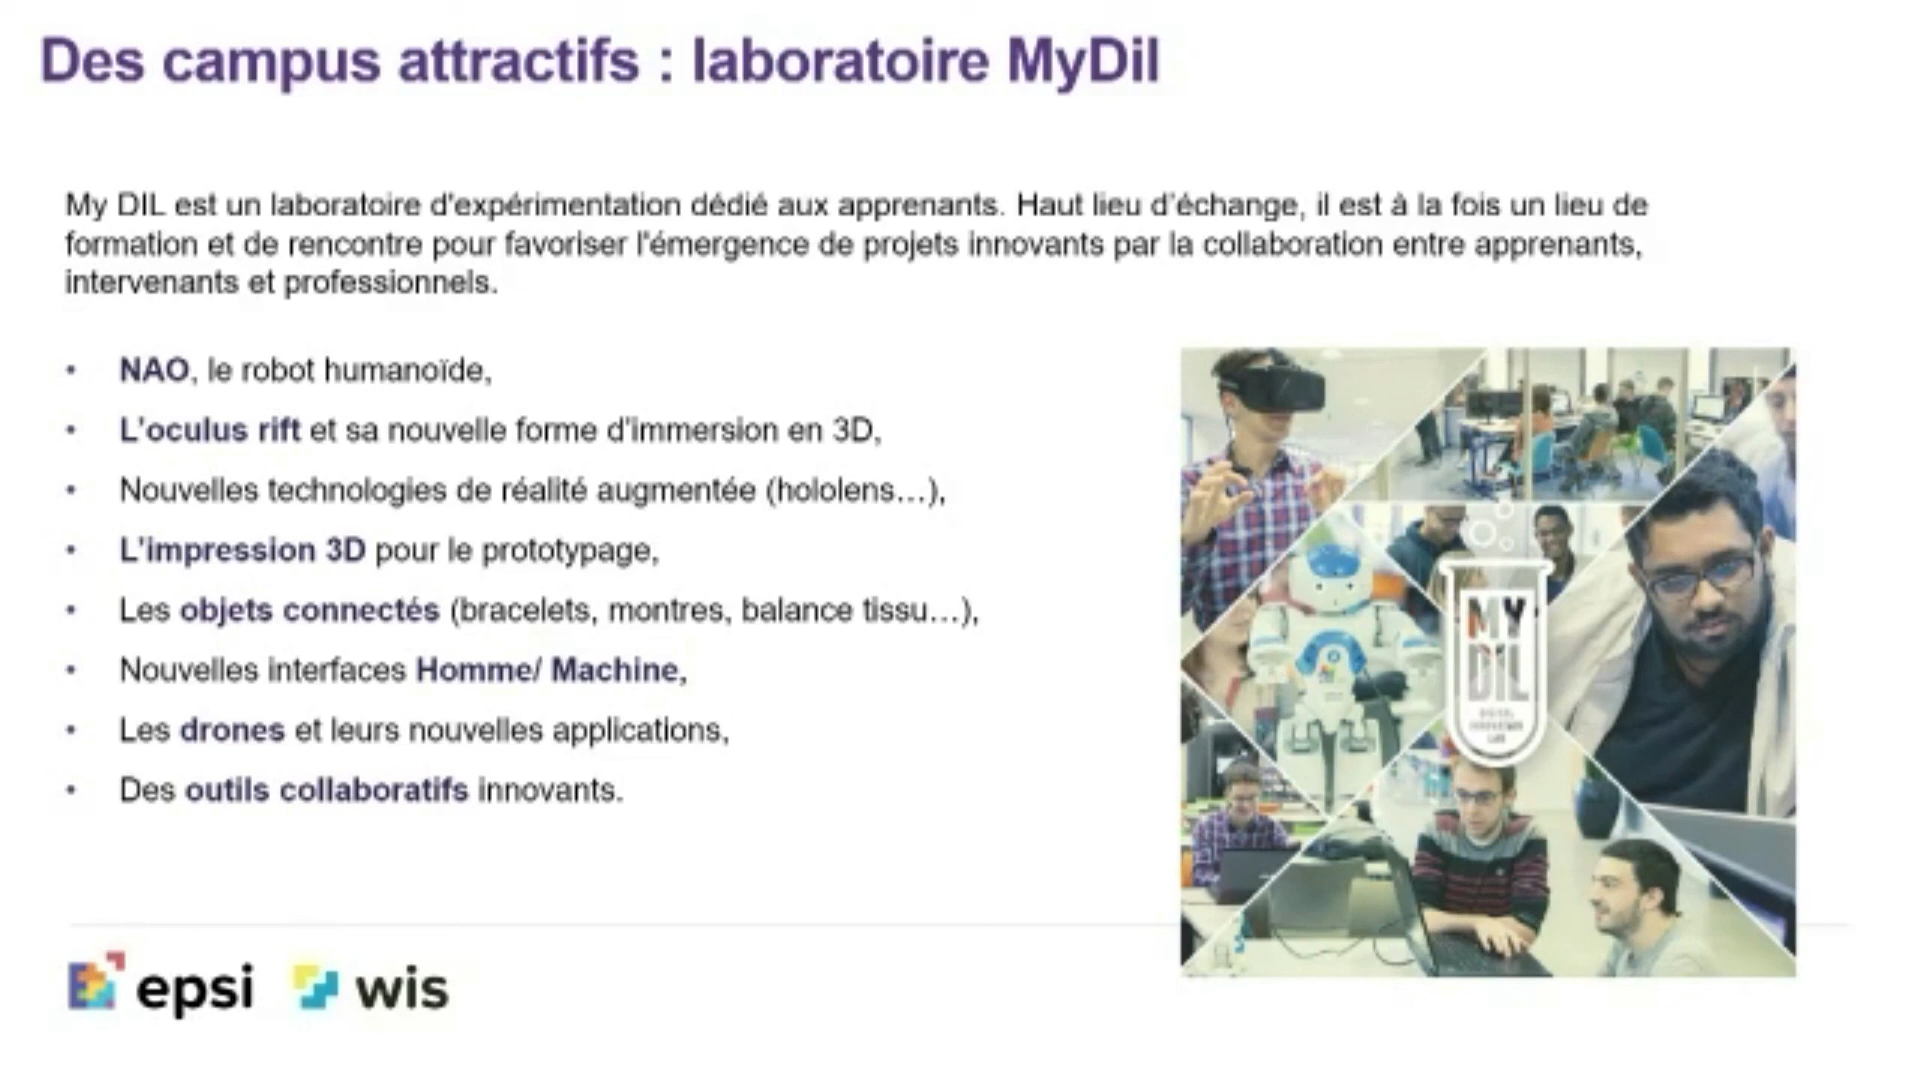 Des campus attractifs : laboratoire MyDil
My DIL est un laboratoire d'expérimentation dédié aux apprenants. Haut lieu d'échange, il est à la fois un lieu de
formation et de rencontre pour favoriser l'émergence de projets innovants par la collaboration entre apprenants,
intervenants et professionnels.
• NAO, le robot humanoïde,
• L'oculus rift et sa nouvelle forme d'immersion en 3D,
• Nouvelles technologies de réalité augmentée (hololens…),
• L'impression 3D pour le prototypage,
• Les objets connectés (bracelets, montres, balance tissu…),
• Nouvelles interfaces Homme/ Machine,
• Les drones et leurs nouvelles applications,
• Des outils collaboratifs innovants.
MY
DIL
epsi wis